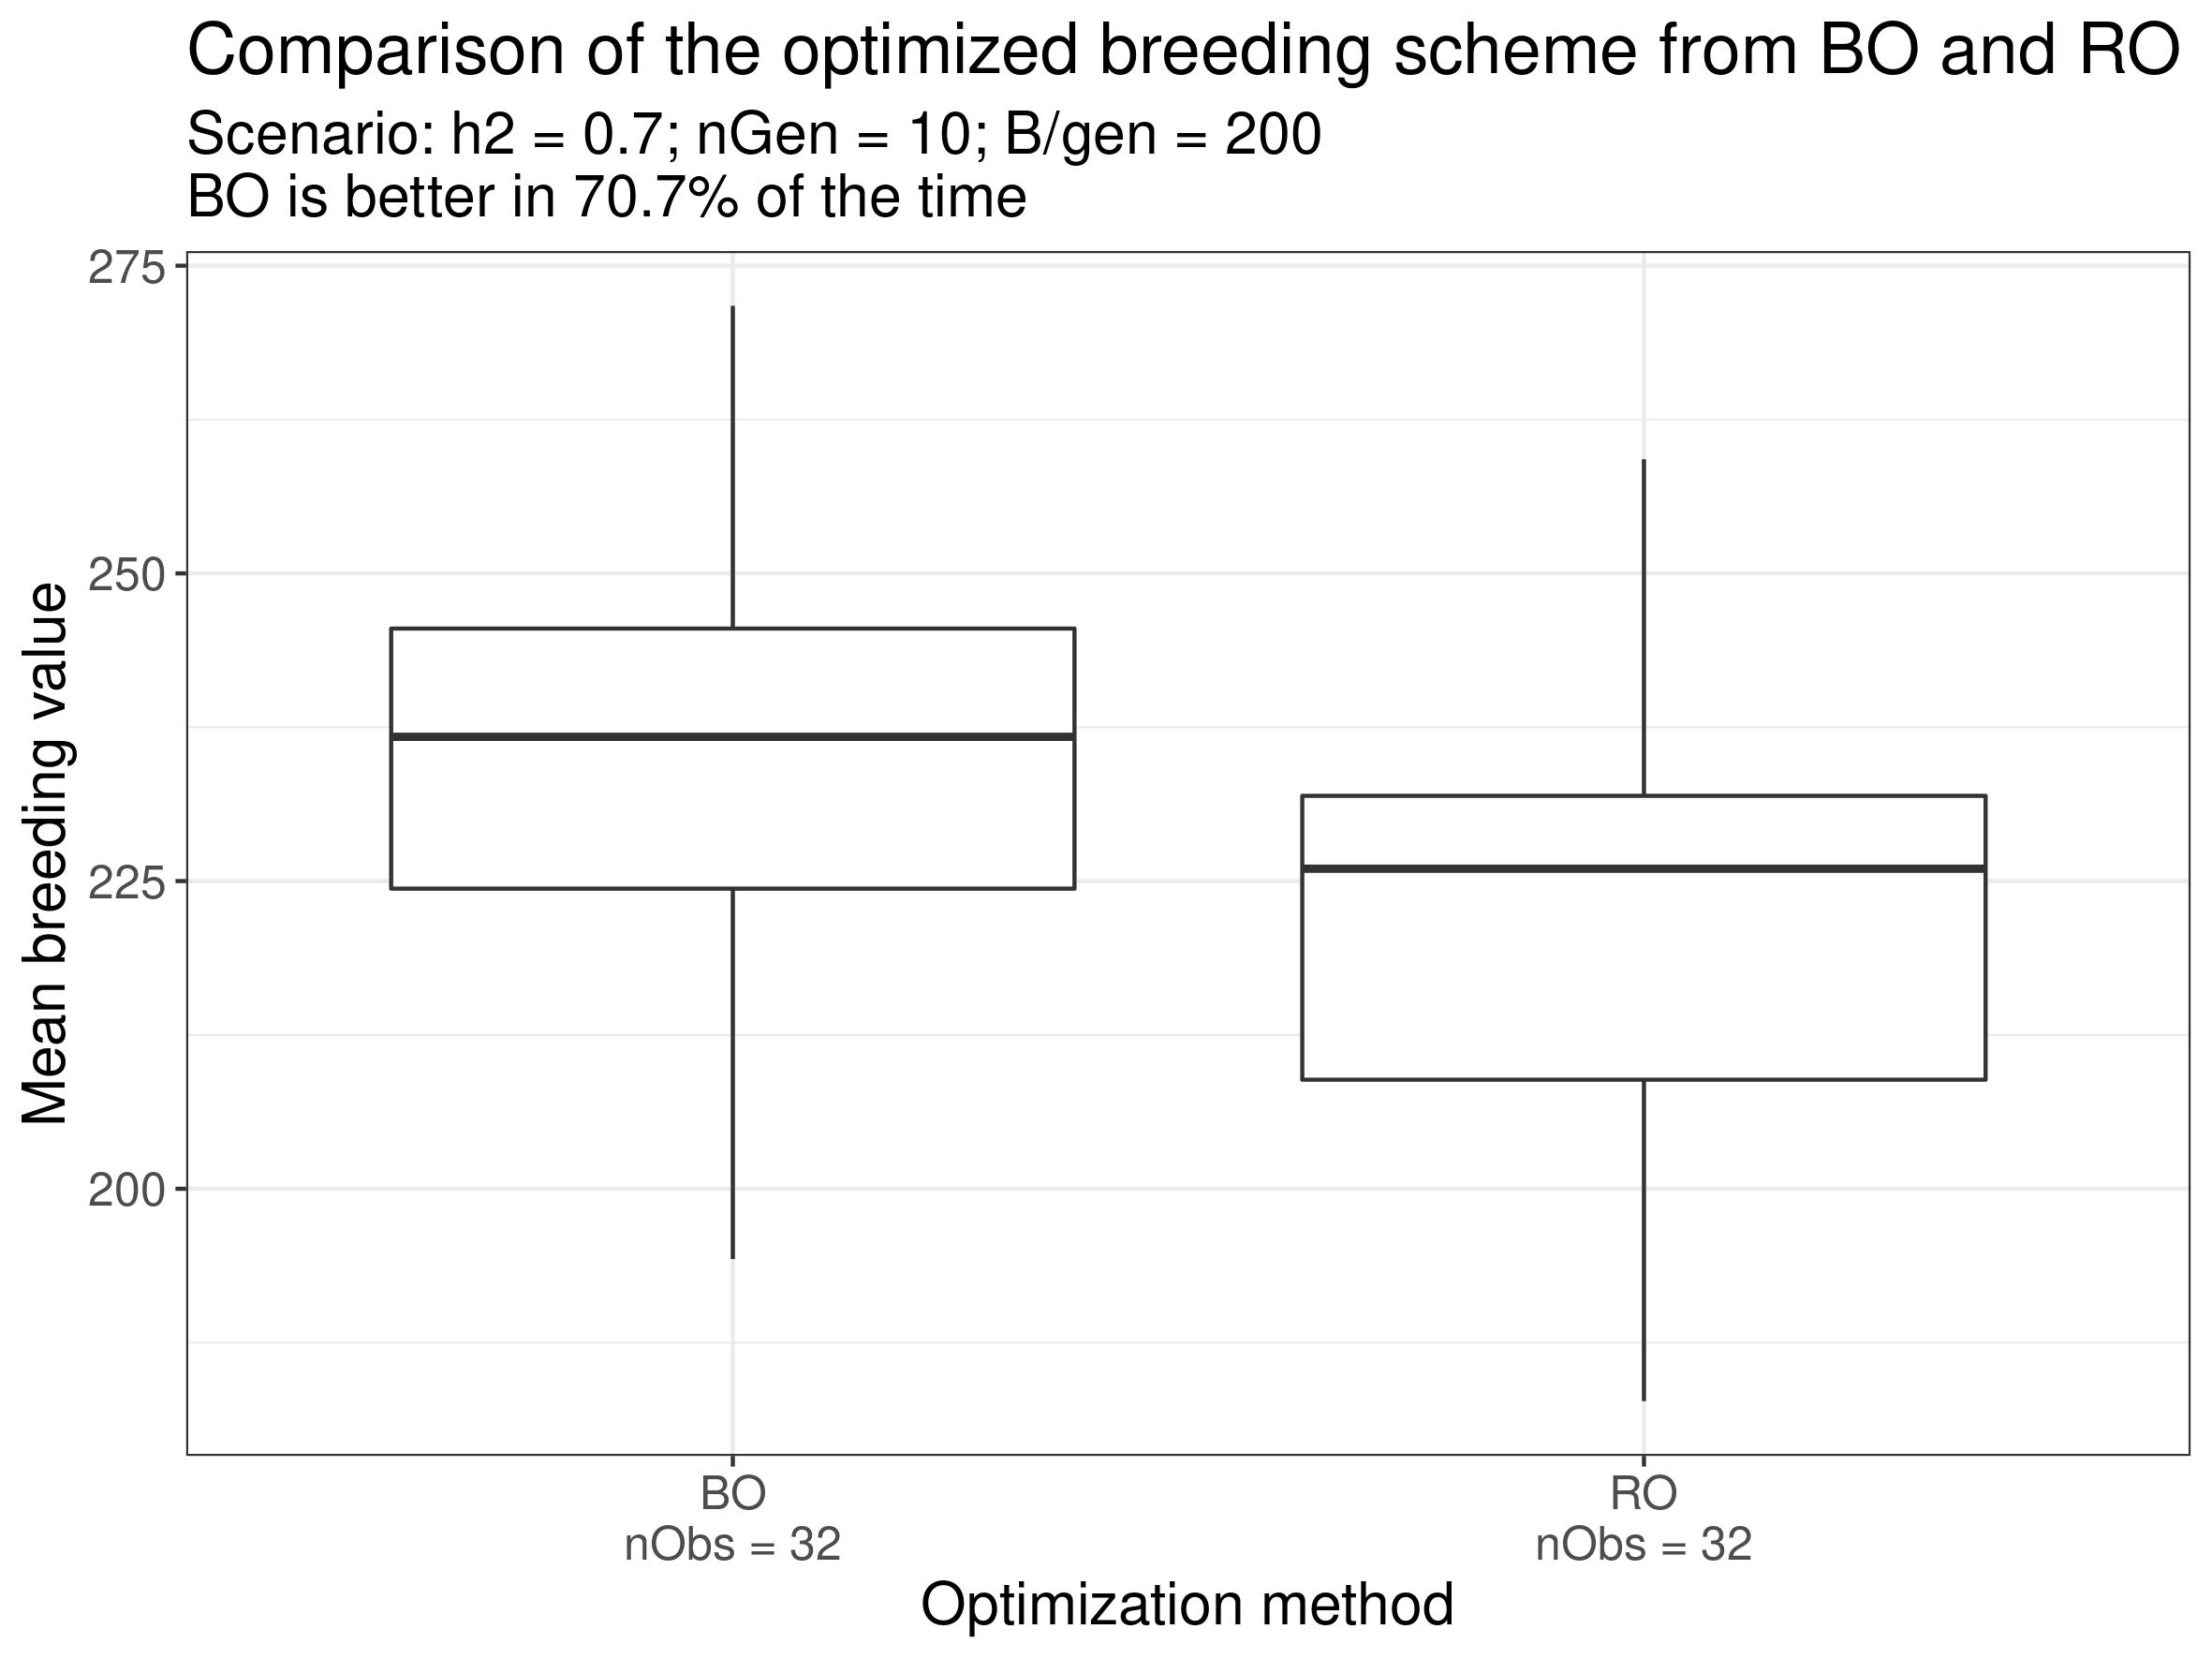 Comparison of the optimized breeding scheme from BO and RO
Scenario: h2 = 0.7; nGen = 10; B/gen = 200
BO is better in 70.7% of the time
275
250
225
200
Mean breeding value
BO
nObs = 32
RO
nObs = 32
Optimization method